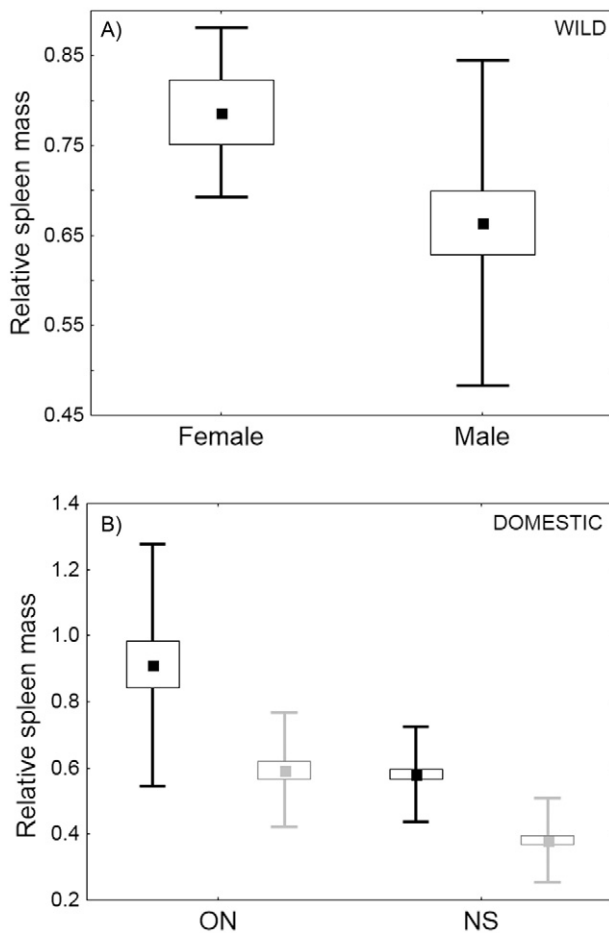 A)
WILD
0.85
0.75
0.65
0.55
0.45
Relative spleen mass
Female Male
B)
DOMESTIC
1.4
1.2
1.0
0.8
0.6
0.4
0.2
Relative spleen mass
ON NS